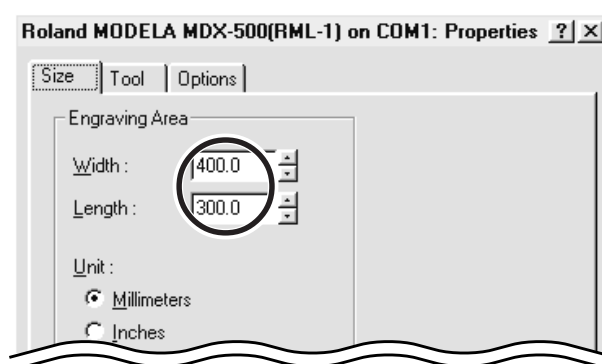 Roland MODELA MDX-500(RML-1) on COM1: Properties ? ×
Size Tool Options
Engraving Area
Width : 400.0
Length : 300.0
Unit :
Millimeters
Inches